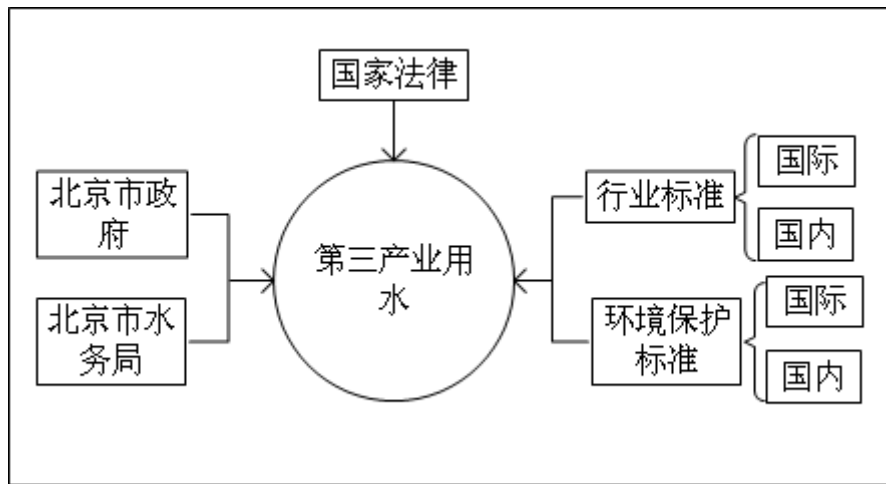 国家法律
北京市政
府
北京市水
务局
第三产业用
水
行业标准
国际
国内
环境保护
标准
国际
国内